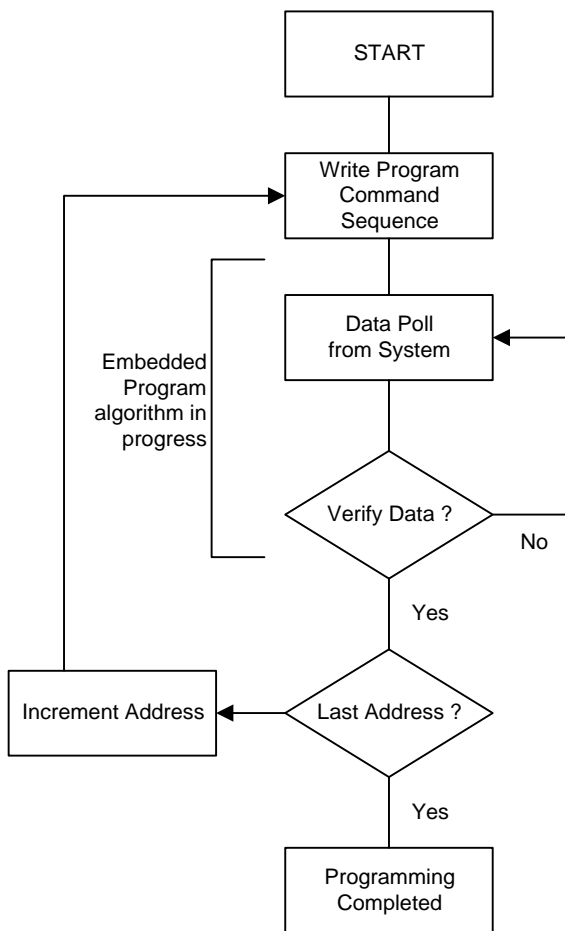 START
Write Program
Command
Sequence
Data Poll
from System
Embedded
Program
algorithm in
progress
Verify Data ?
No
Yes
Increment Address
Last Address ?
Yes
Programming
Completed